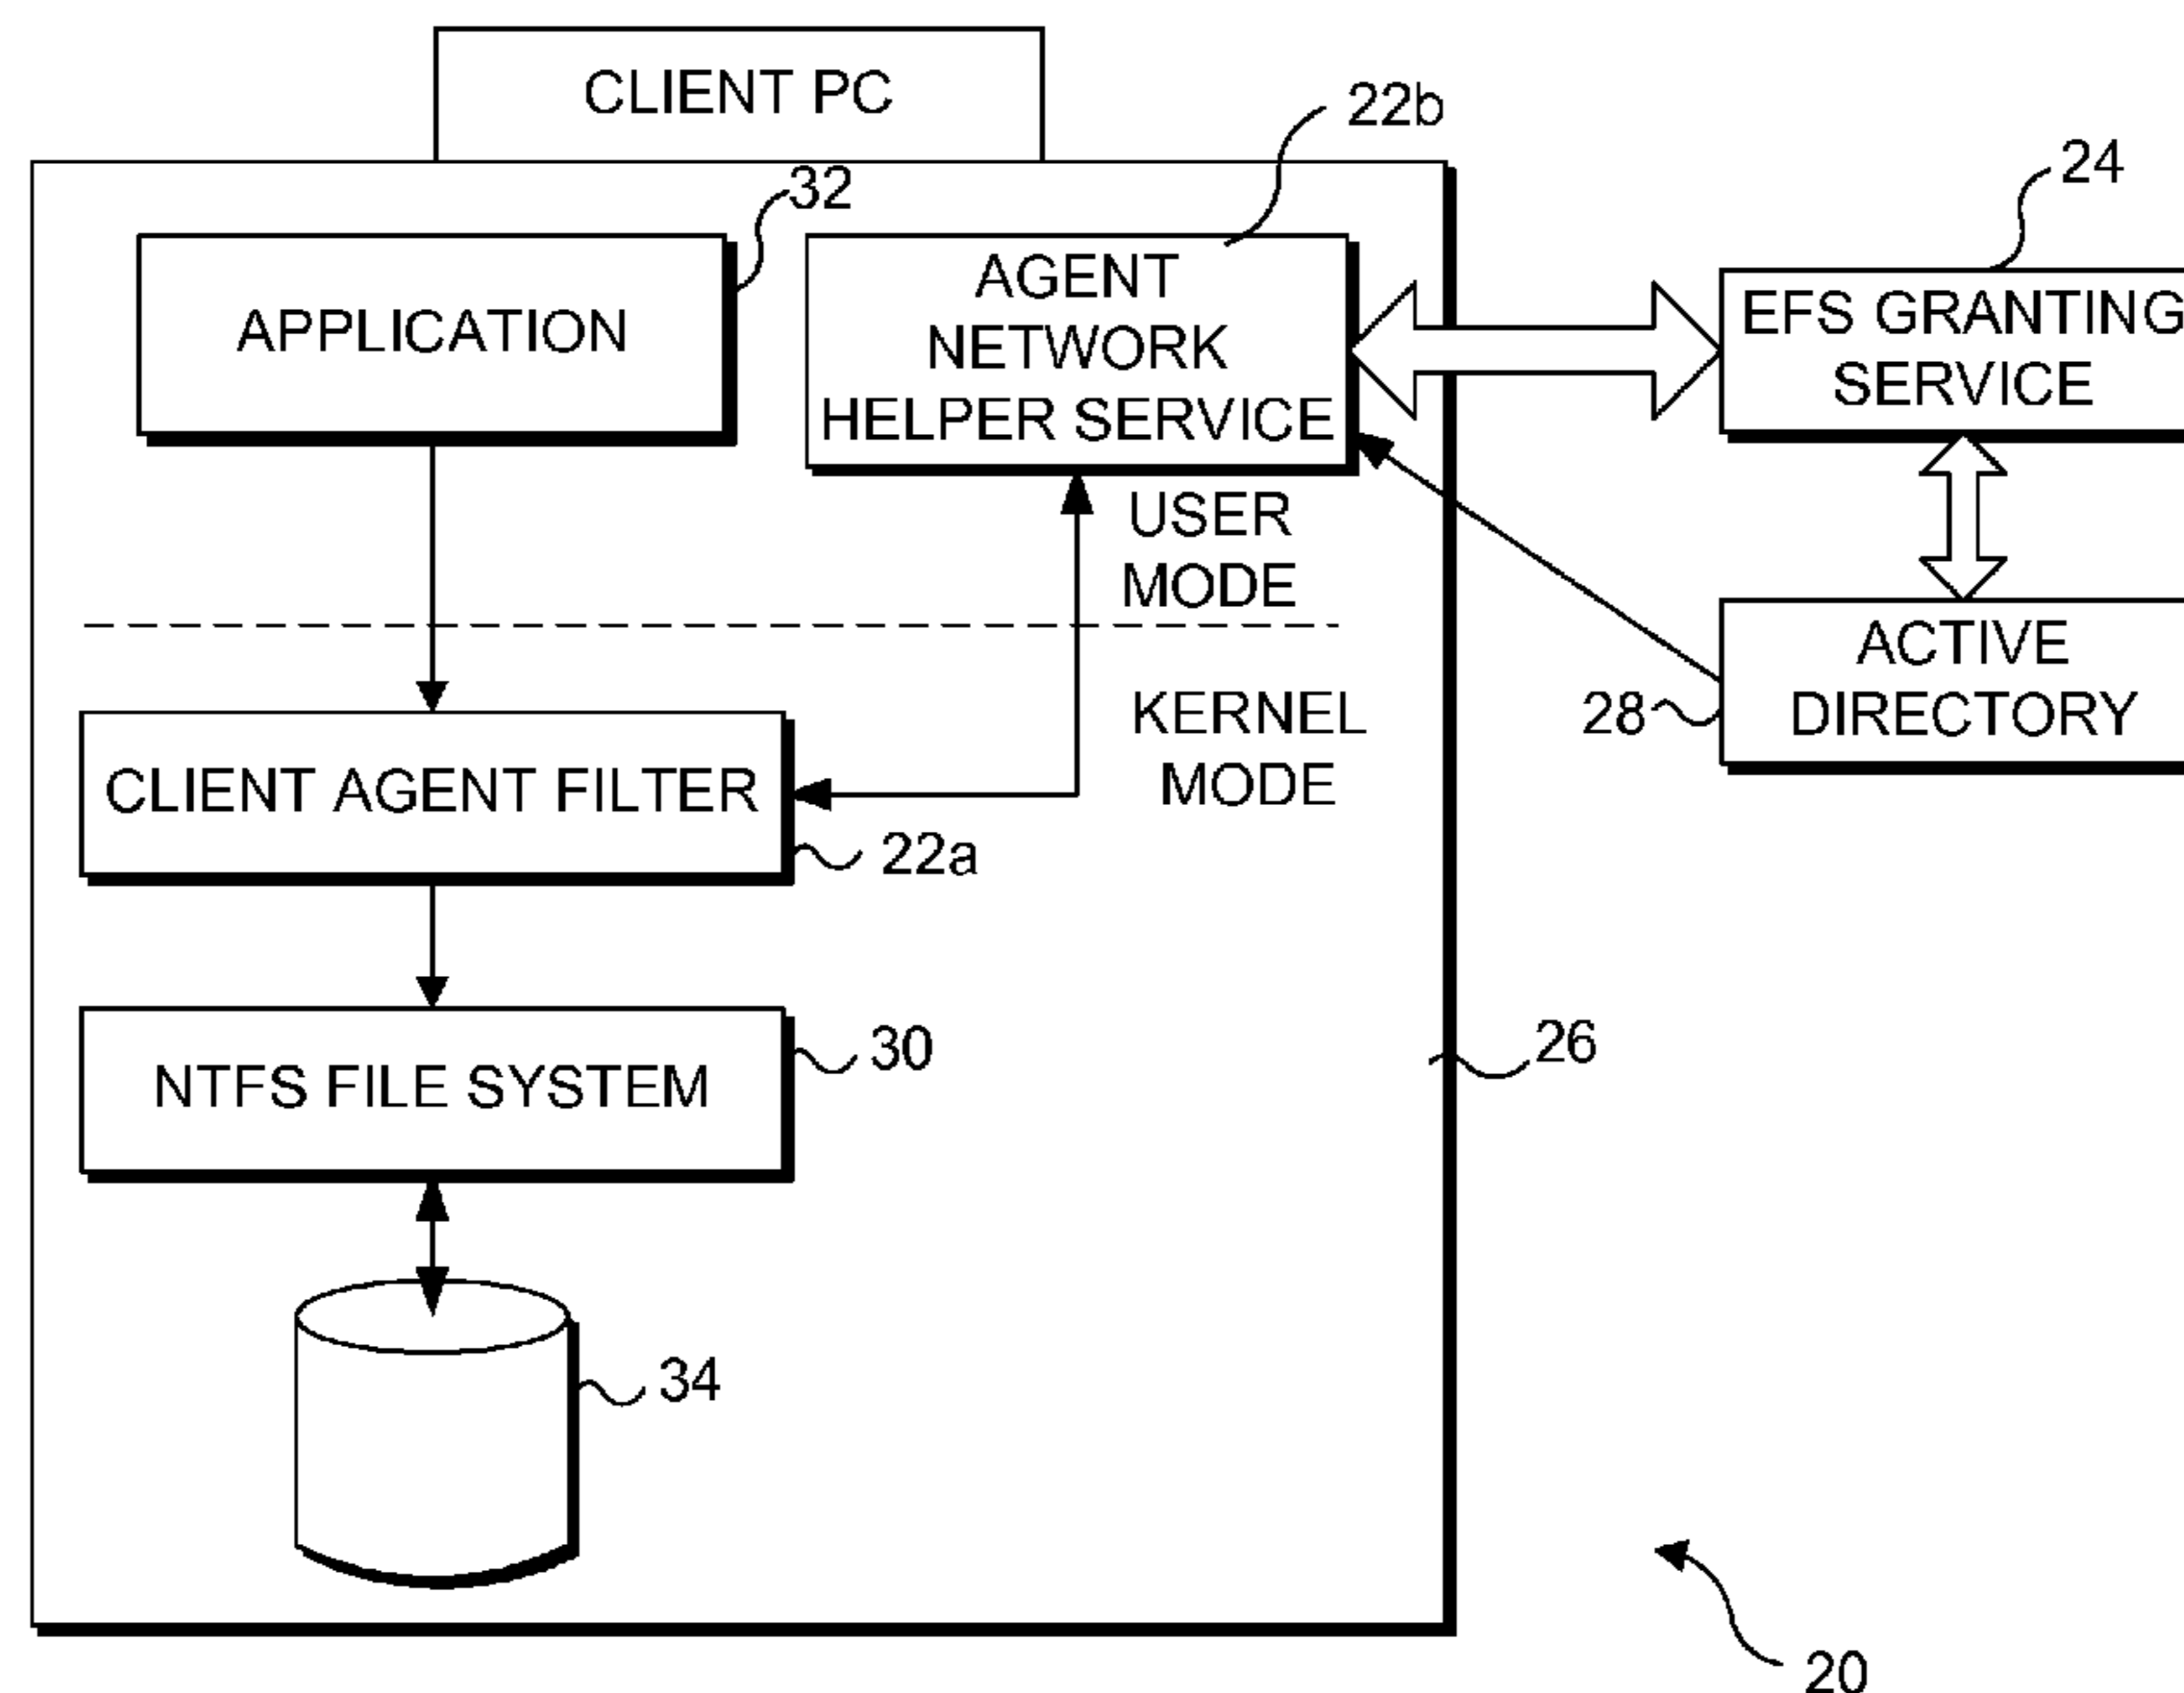 CLIENT PC
22b
24
32
APPLICATION
AGENT
NETWORK
HELPER SERVICE
EFS GRANTING
SERVICE
USER
MODE
ACTIVE
DIRECTORY
28
KERNEL
MODE
CLIENT AGENT FILTER
22a
NTFS FILE SYSTEM
30
26
34
20